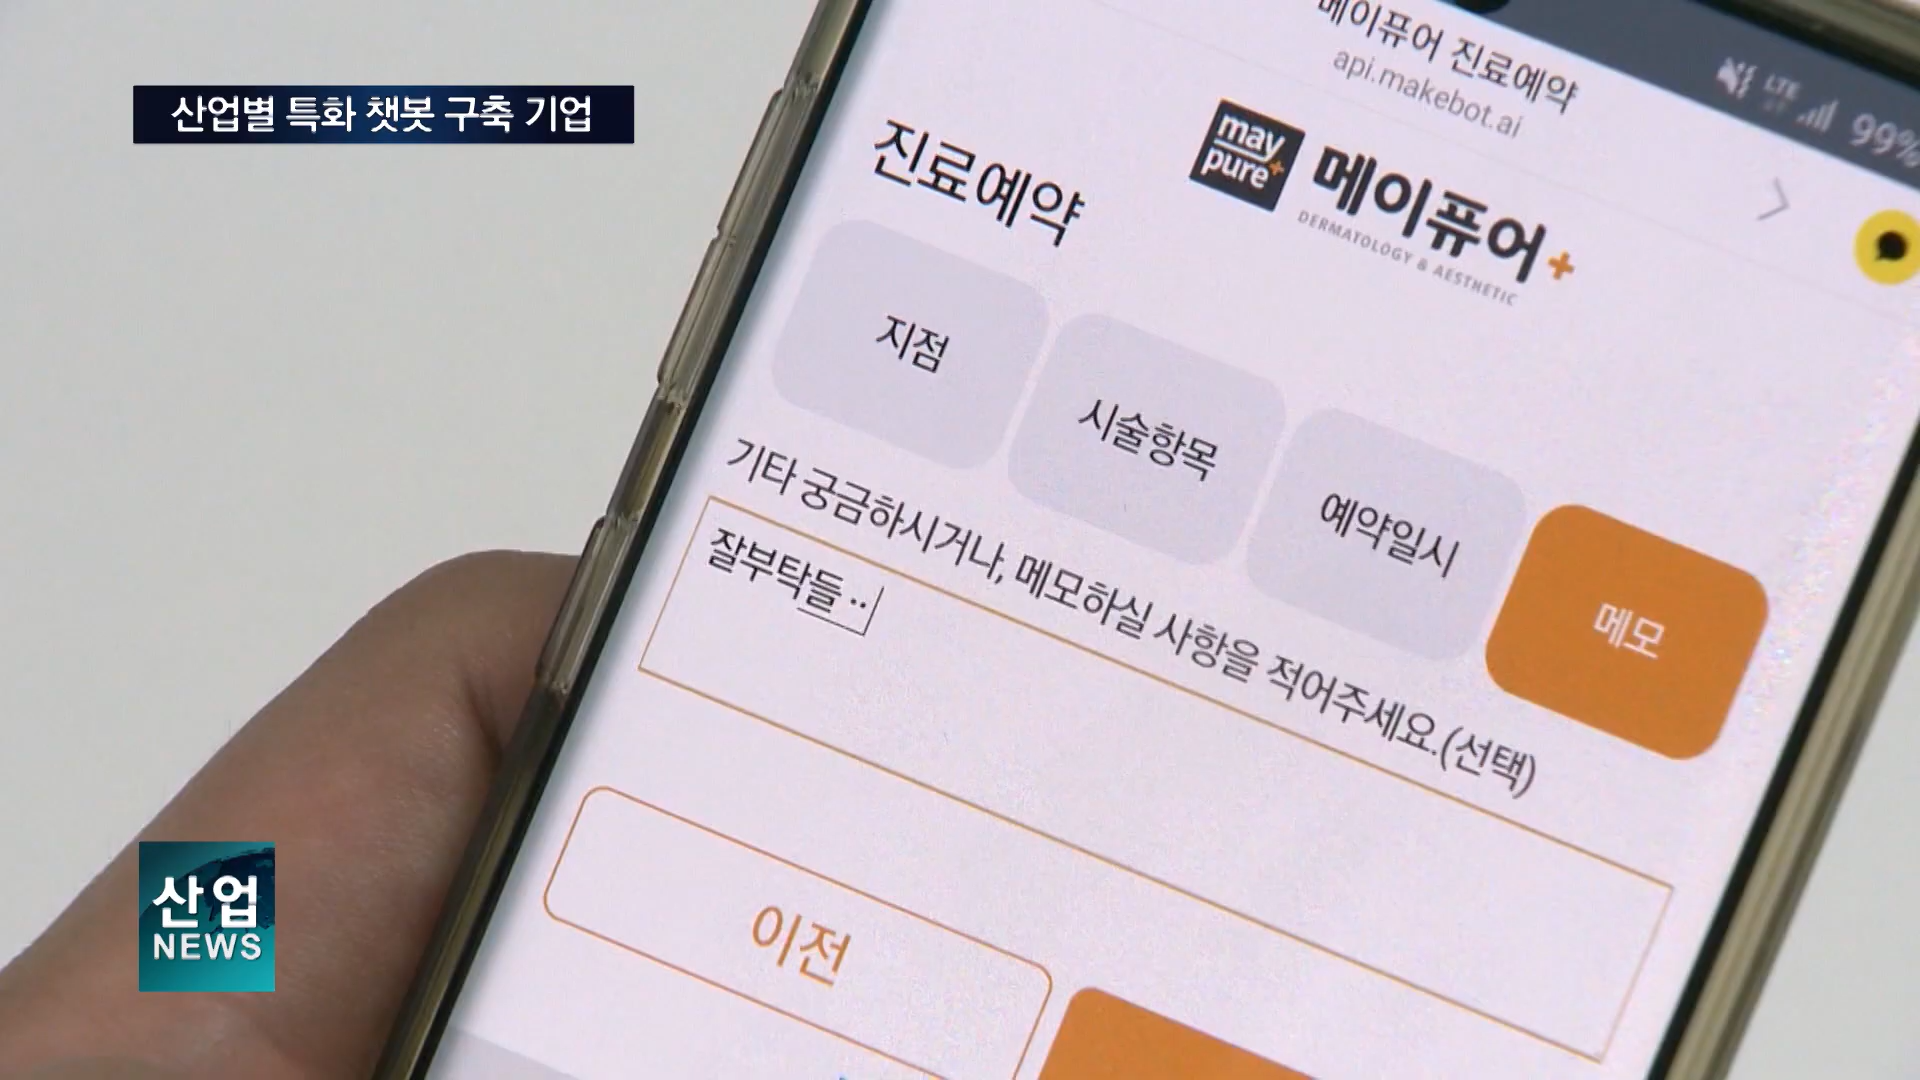 산업별 특화 챗봇 구축 기업
메이퓨어 진료예약
api.makebot.ai
LTE
99%
may
pure+
메이퓨어+
DERMATOLOGY & AESTHETIC
진료예약
지점
시술항목
예약일시
메모
기타 궁금하시거나, 메모하실 사항을 적어주세요.(선택)
잘부탁들ᆢ
이전
산업
NEWS